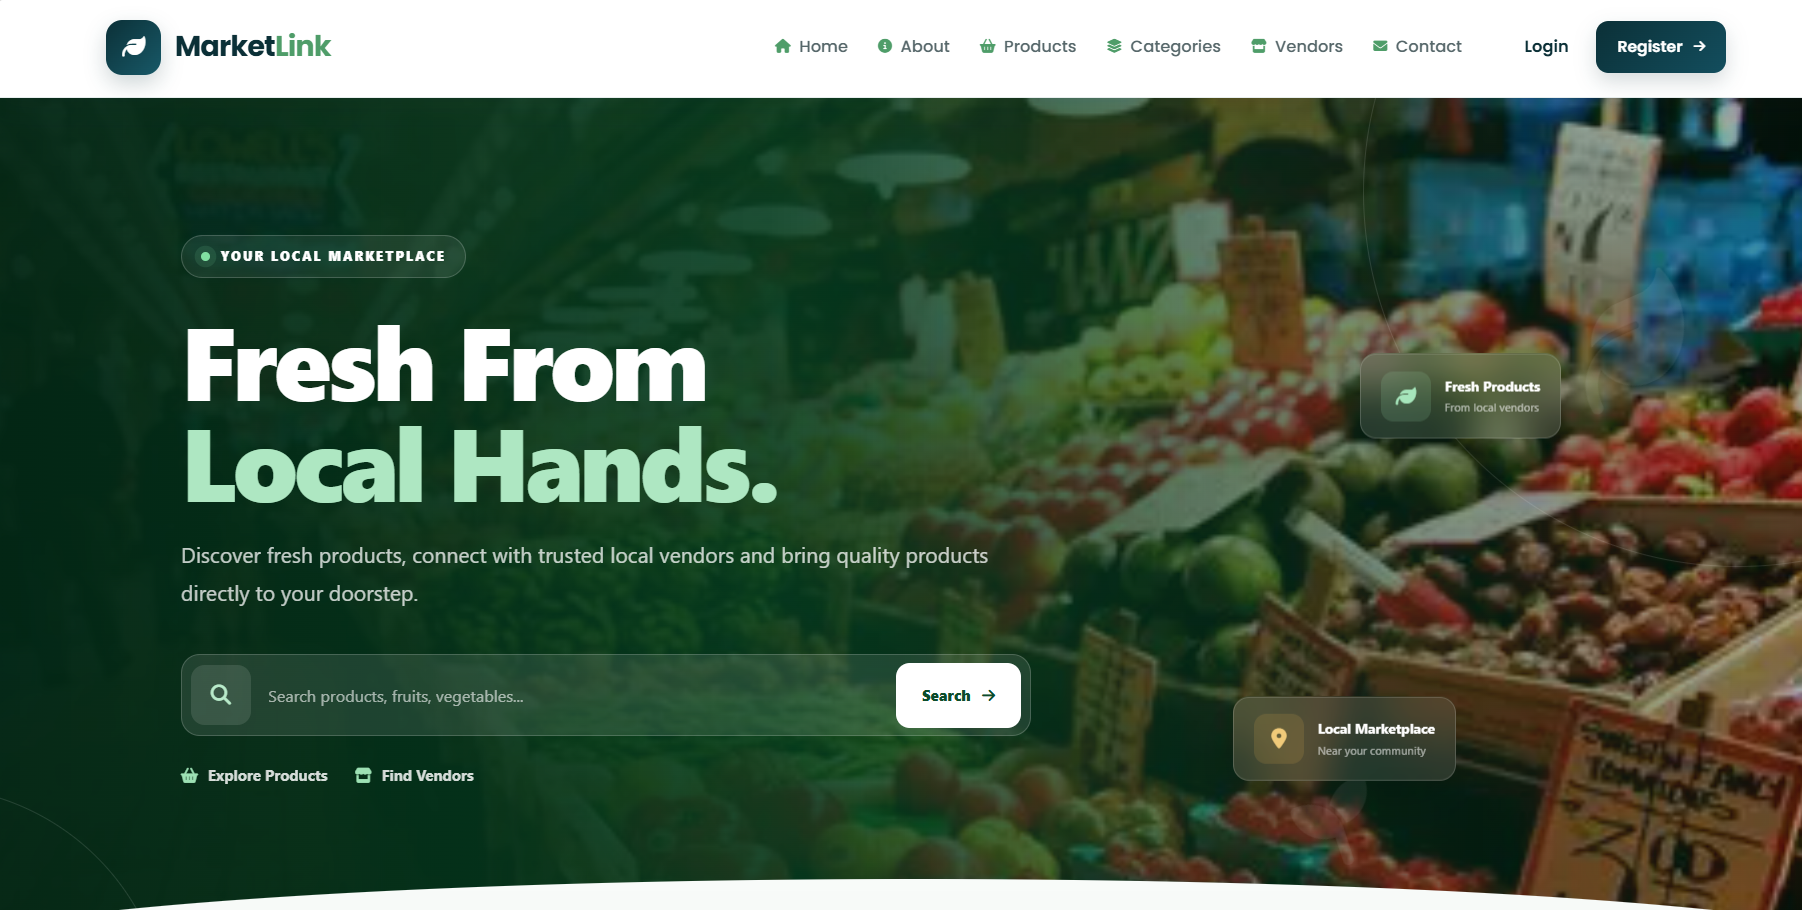 MarketLink
Home
About
Products
Categories
Vendors
Contact
Login
Register
YOUR LOCAL MARKETPLACE
Fresh From
Local Hands.
Discover fresh products, connect with trusted local vendors and bring quality products
directly to your doorstep.
Search products, fruits, vegetables...
Search
Explore Products
Find Vendors
Fresh Products
From local vendors
Local Marketplace
Near your community